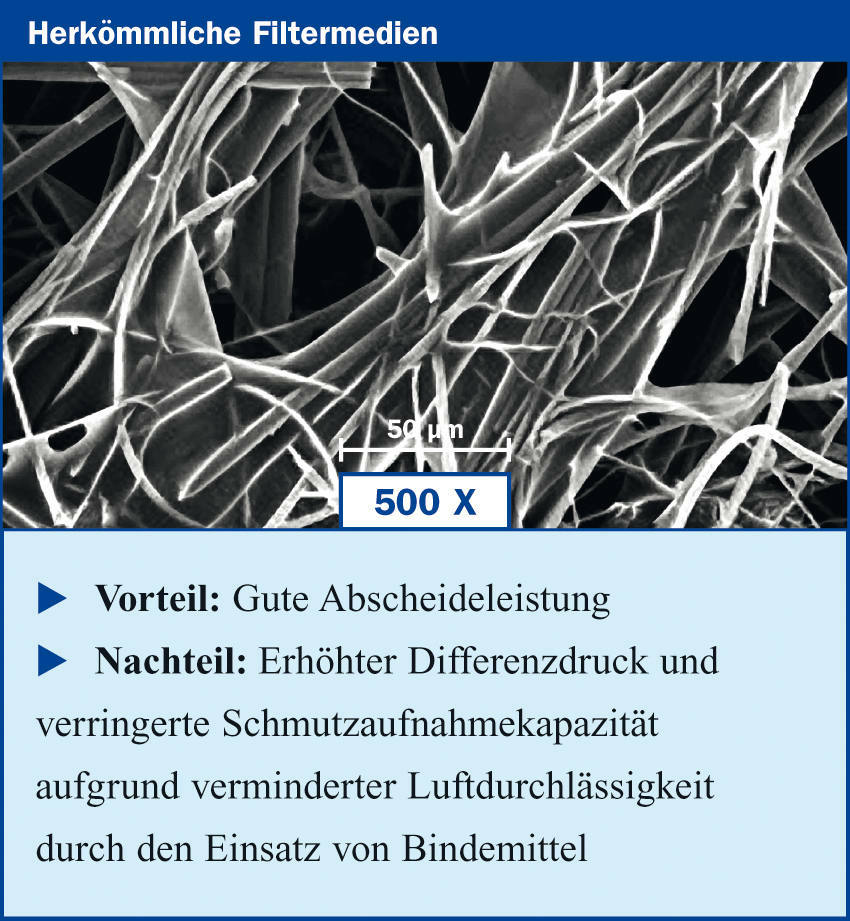 Herkömmliche Filtermedien
50 µm
500 X
Vorteil: Gute Abscheideleistung
Nachteil: Erhöhter Differenzdruck und
verringerte Schmutzaufnahmekapazität
aufgrund verminderter Luftdurchlässigkeit
durch den Einsatz von Bindemittel